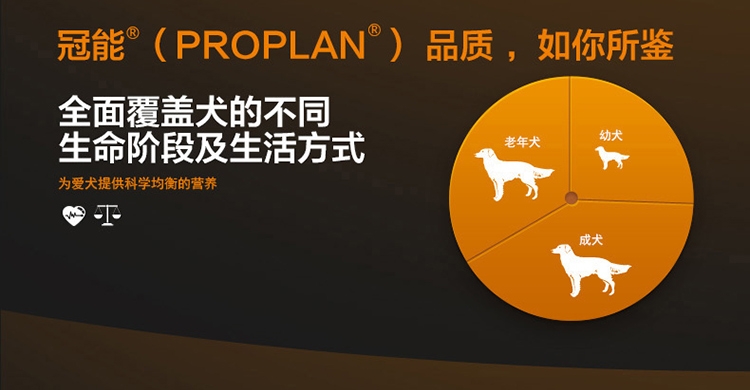 冠能®（PROPLAN®）品质，如你所鉴
全面覆盖犬的不同
生命阶段及生活方式
为爱犬提供科学均衡的营养
老年犬
幼犬
成犬